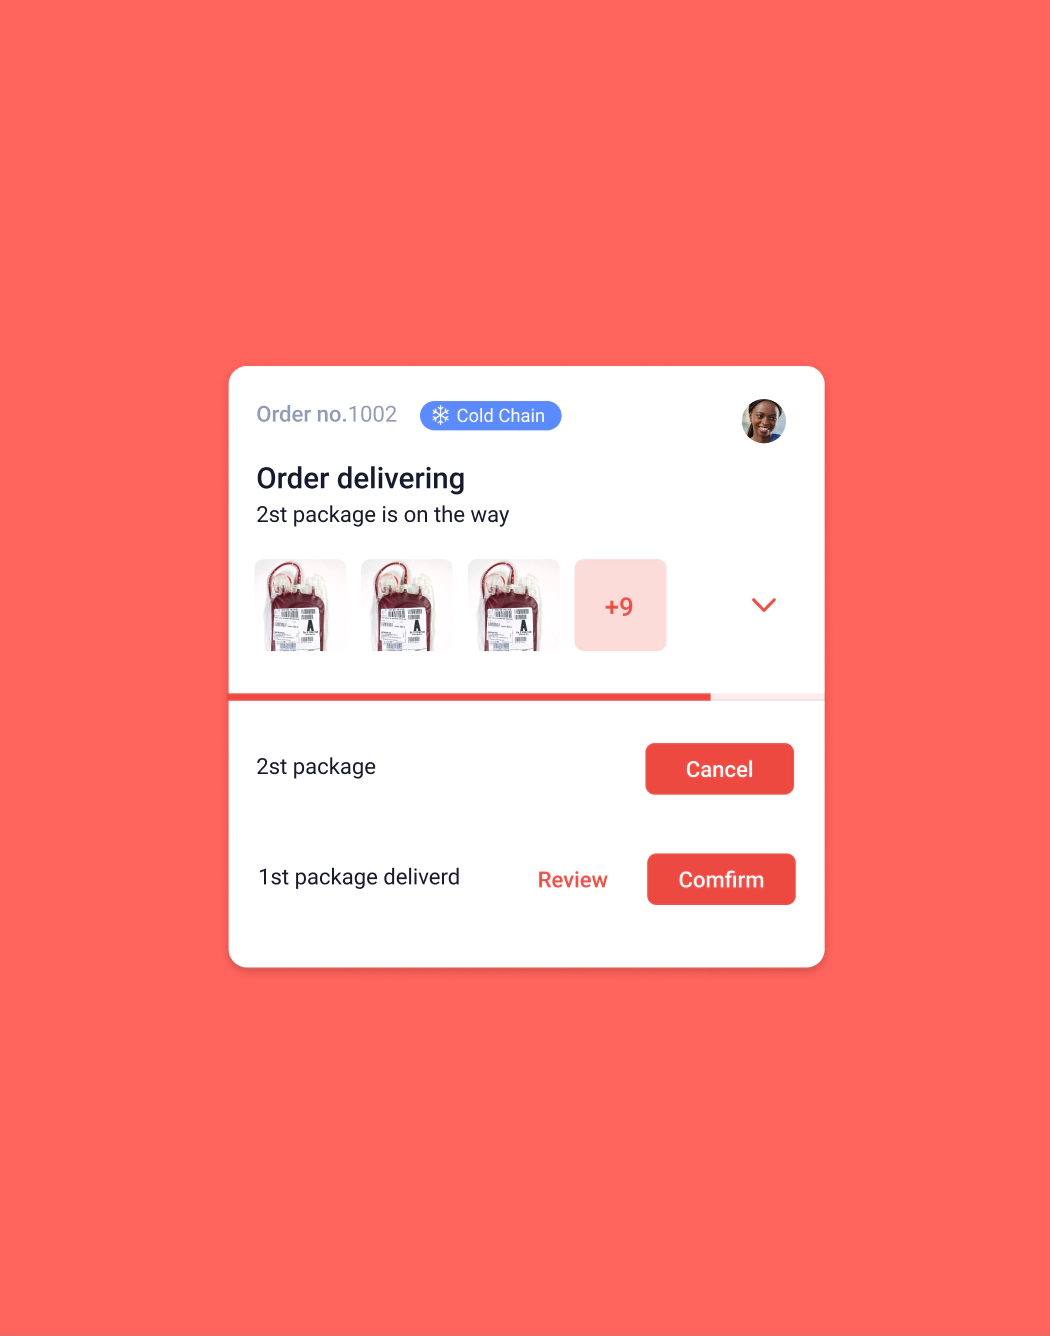 Order no.1002
Cold Chain
Order delivering
2st package is on the way
A
A
A
+9
2st package
Cancel
1st package deliverd
Review
Comfirm